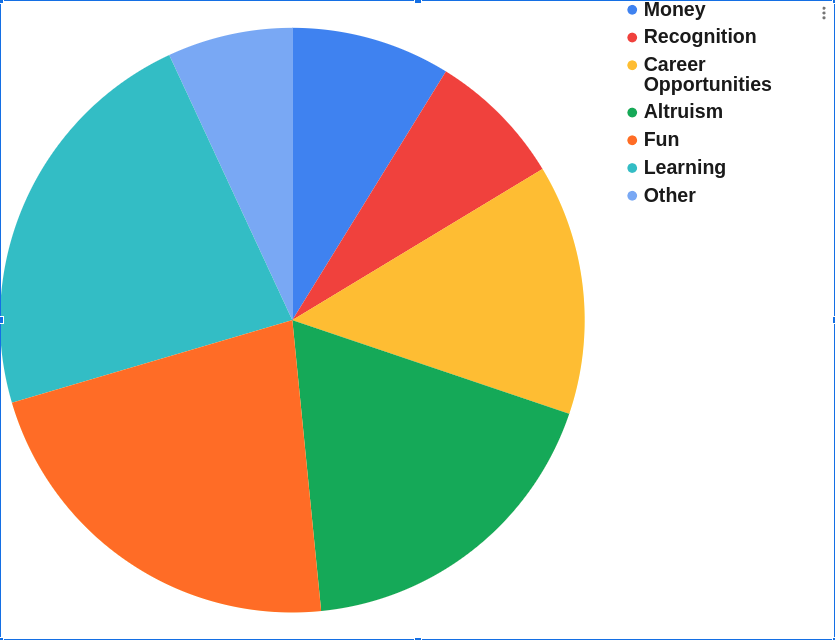 Money
Recognition
Career
Opportunities
Altruism
Fun
Learning
Other